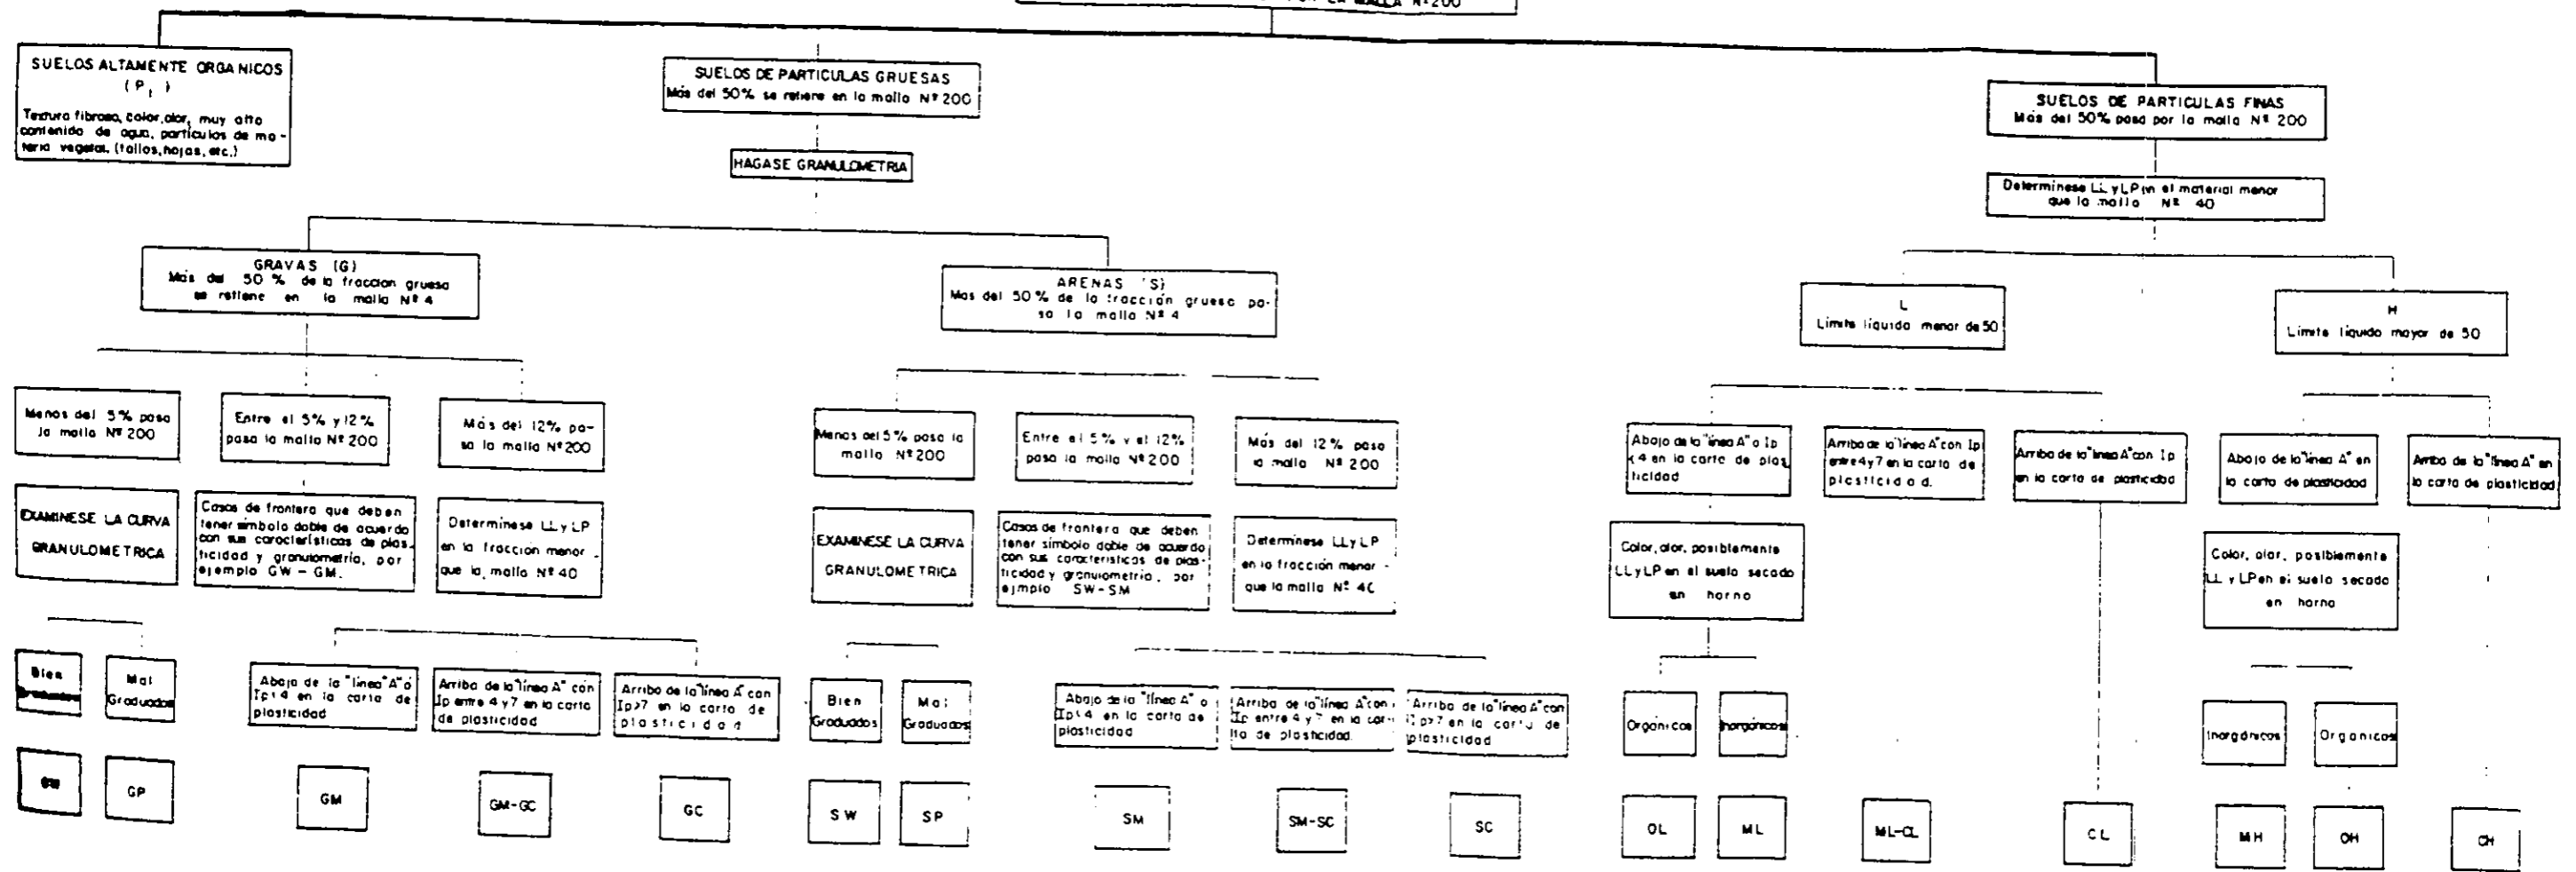 LA MALLA Nº 200
SUELOS ALTAMENTE ORGANICOS
( Pt )
Textura fibrosa, color, olor, muy alto
contenido de agua, partículas de ma-
teria vegetal. (tallos, hojas, etc.)
SUELOS DE PARTICULAS GRUESAS
Más del 50% se retiene en la malla Nº 200
HAGASE GRANULOMETRIA
SUELOS DE PARTICULAS FINAS
Más del 50% pasa por la malla Nº 200
Determínese LL y LP en el material menor
que la malla Nº 40
GRAVAS (G)
Más del 50 % de la fracción gruesa
se retiene en la malla Nº 4
ARENAS (S)
Mas del 50 % de la fracción gruesa pa-
sa la malla Nº 4
L
Límite líquido menor de 50
H
Límite líquido mayor de 50
Menos del 5% pasa
la malla Nº 200
Entre el 5% y 12%
pasa la malla Nº 200
Más del 12% pa-
sa la malla Nº 200
Menos del 5% pasa la
malla Nº 200
Entre el 5% y el 12%
pasa la malla Nº 200
Más del 12% pasa
la malla Nº 200
Abajo de la "línea A" o Ip
< 4 en la carta de plas
ticidad
Arriba de la "línea A" con Ip
entre 4 y 7 en la carta de
plasticidad.
Arriba de la "línea A" con Ip
en la carta de plasticidad
Abajo de la "línea A" en
la carta de plasticidad
Arriba de la "línea A" en
la carta de plasticidad
EXAMINESE LA CURVA
GRANULOMETRICA
Casos de frontera que deben
tener símbolo doble de acuerdo
con sus características de plas-
ticidad y granulometría, por
ejemplo GW - GM.
Determínese LL y LP
en la fracción menor -
que la malla Nº 40
EXAMINESE LA CURVA
GRANULOMETRICA
Casos de frontera que deben
tener símbolo doble de acuerdo
con sus características de plas-
ticidad y granulometría, por
ejmplo SW-SM
Determínese LL y LP
en la fracción menor -
que la malla Nº 40
Color, olor, posiblemente
LL y LP en el suelo secado
en horno
Color, olor, posiblemente
LL y LP en el suelo secado
en horno
Bien
Graduados
Mal
Graduados
Abajo de la "línea "A" ó
Ip < 4 en la carta de
plasticidad
Arriba de la "línea A" con
Ip entre 4 y 7 en la carta
de plasticidad
Arriba de la "línea A" con
Ip>7 en la carta de
plasticidad
Bien
Graduados
Mal
Graduados
Abajo de la "línea A" o
Ip< 4 en la carta de
plasticidad
Arriba de la "línea A" con
Ip entre 4 y 7 en la car-
ta de plasticidad.
Arriba de la "línea A" con
Ip>7 en la carta de
plasticidad
Orgánicos
Inorgánicos
Inorgánicos
Organicos
GW
GP
GM
GM-GC
GC
SW
SP
SM
SM-SC
SC
OL
ML
ML-CL
CL
MH
OH
CH